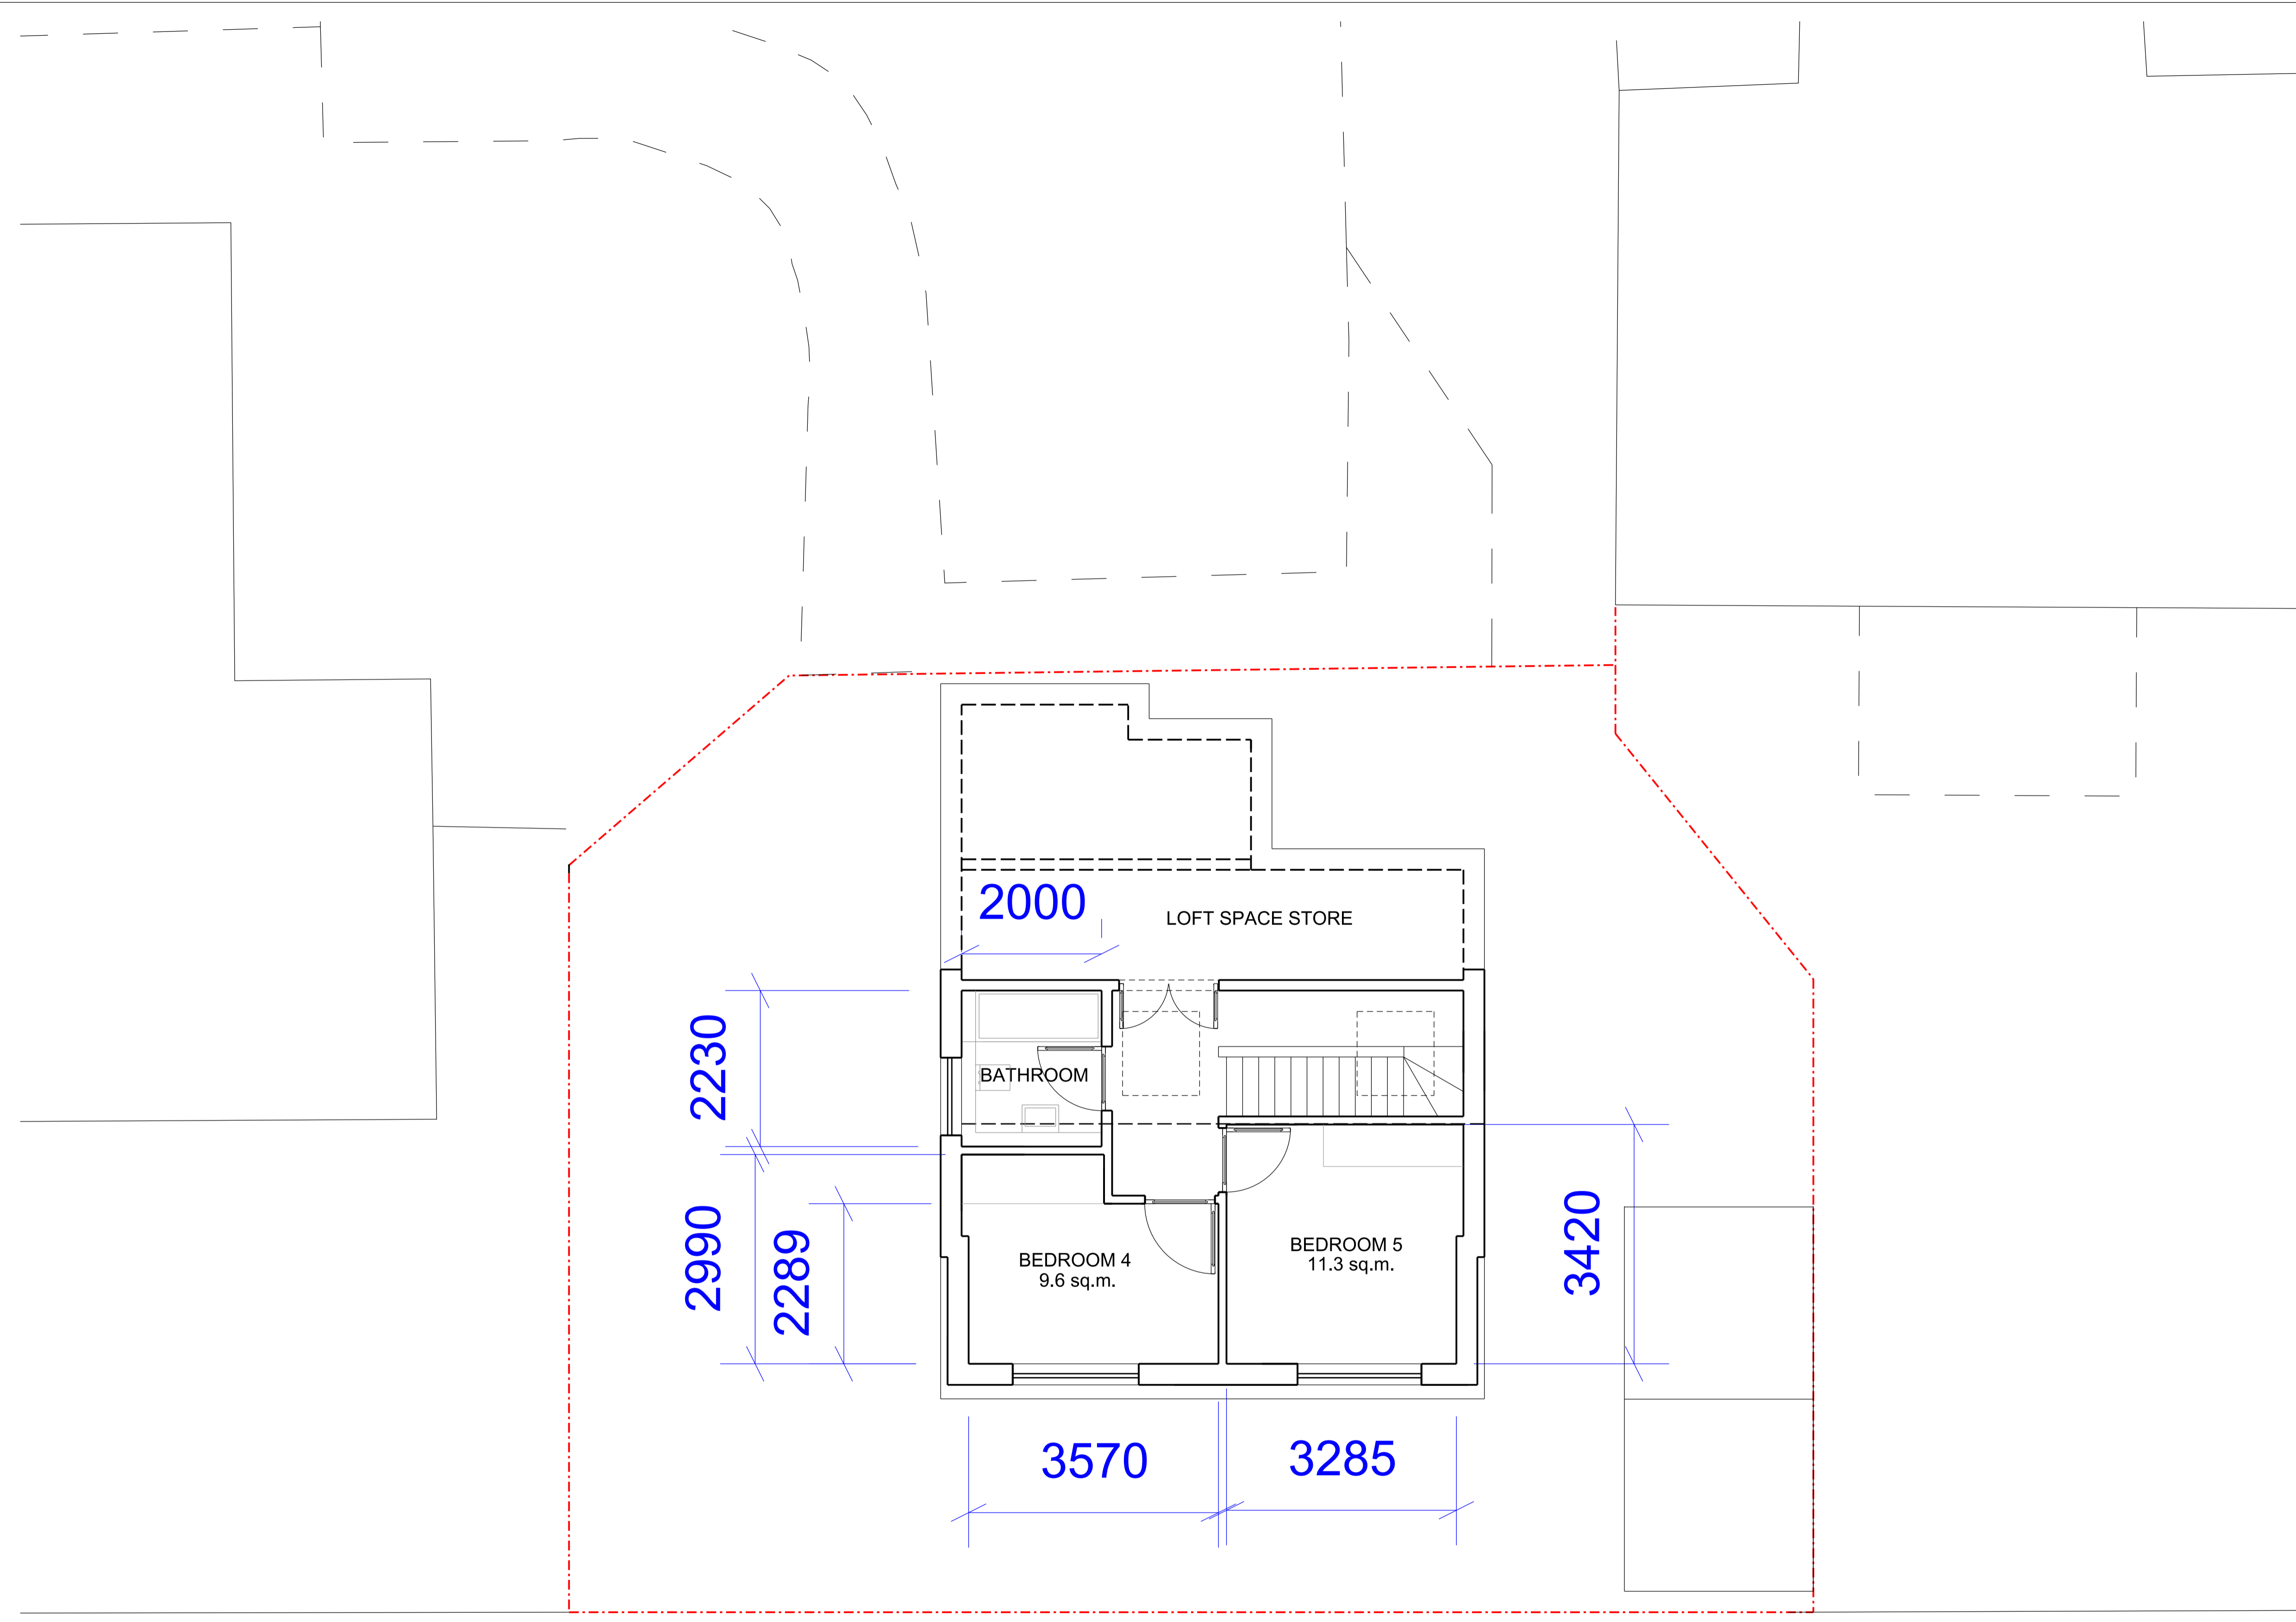 2000
LOFT SPACE STORE
2230
BATHROOM
2990
2289
BEDROOM 4
9.6 sq.m.
BEDROOM 5
11.3 sq.m.
3420
3570
3285